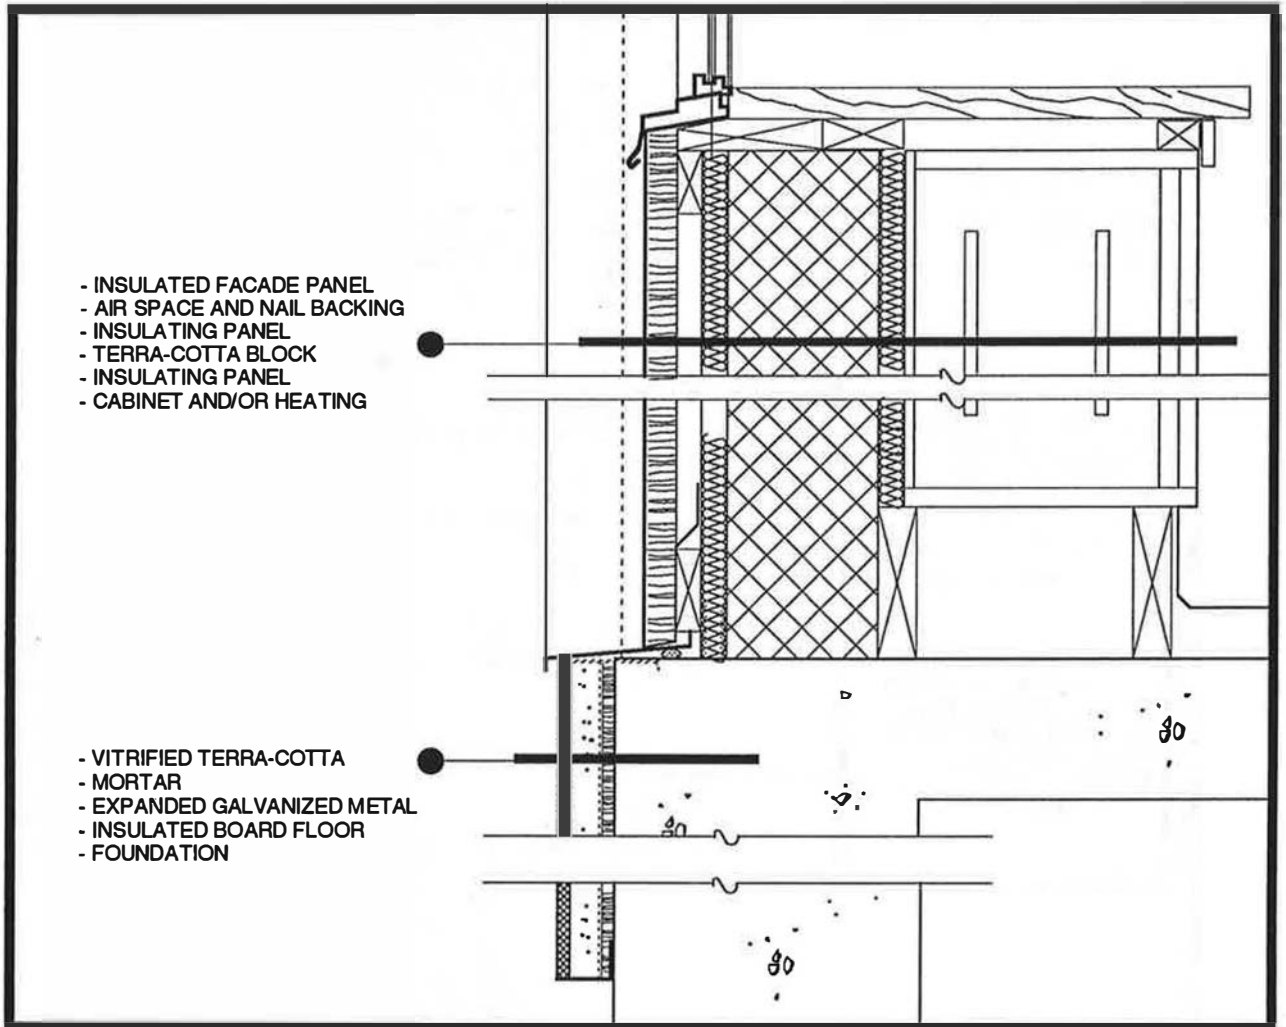 - INSULATED FACADE PANEL
- AIR SPACE AND NAIL BACKING
- INSULATING PANEL
- TERRA-COTTA BLOCK
- INSULATING PANEL
- CABINET AND/OR HEATING
- VITRIFIED TERRA-COTTA
- MORTAR
- EXPANDED GALVANIZED METAL
- INSULATED BOARD FLOOR
- FOUNDATION